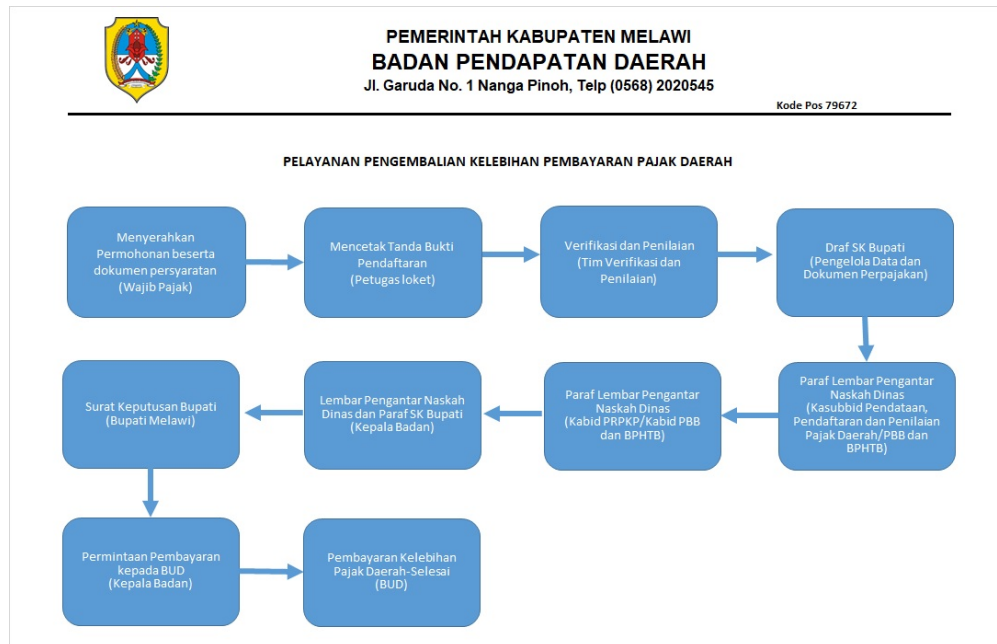 PEMERINTAH KABUPATEN MELAWI
BADAN PENDAPATAN DAERAH
Jl. Garuda No. 1 Nanga Pinoh, Telp (0568) 2020545
Kode Pos 79672
PELAYANAN PENGEMBALIAN KELEBIHAN PEMBAYARAN PAJAK DAERAH
Menyerahkan
Permohonan beserta
dokumen persyaratan
(Wajib Pajak)
Mencetak Tanda Bukti
Pendaftaran
(Petugas loket)
Verifikasi dan Penilaian
(Tim Verifikasi dan
Penilaian)
Draf SK Bupati
(Pengelola Data dan
Dokumen Perpajakan)
Paraf Lembar Pengantar
Naskah Dinas
(Kasubbid Pendataan,
Pendaftaran dan Penilaian
Pajak Daerah/PBB dan
BPHTB)
Paraf Lembar Pengantar
Naskah Dinas
(Kabid PRPKP/Kabid PBB
dan BPHTB)
Lembar Pengantar Naskah
Dinas dan Paraf SK Bupati
(Kepala Badan)
Surat Keputusan Bupati
(Bupati Melawi)
Permintaan Pembayaran
kepada BUD
(Kepala Badan)
Pembayaran Kelebihan
Pajak Daerah-Selesai
(BUD)